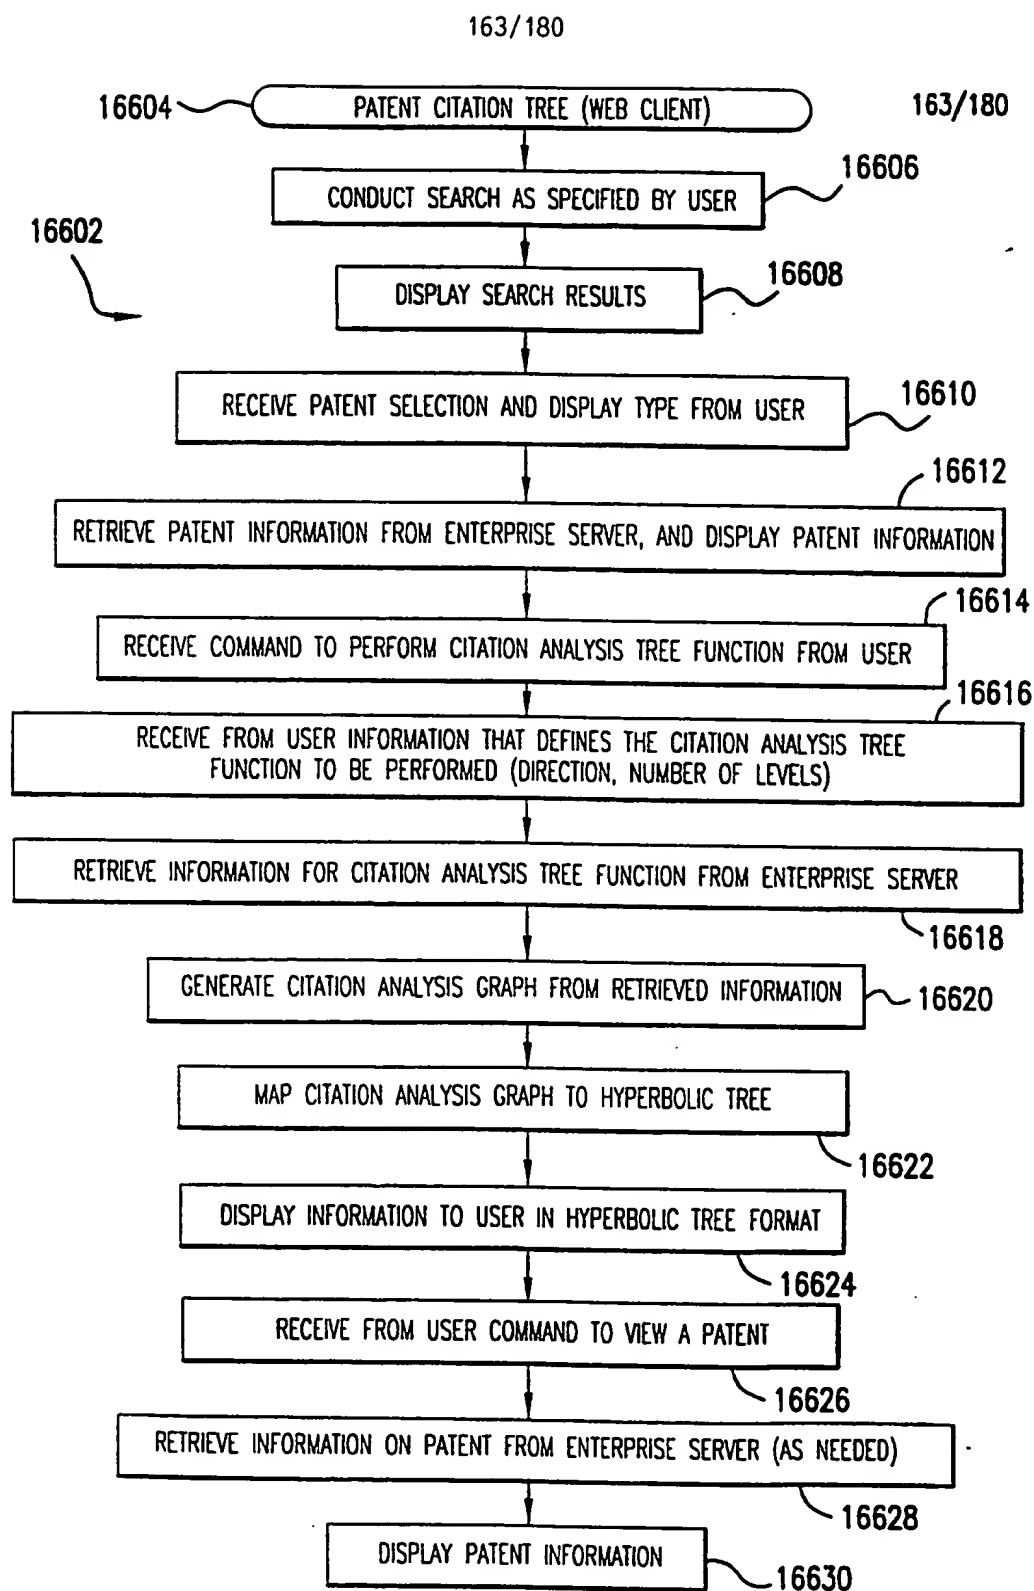 163/180
16604
PATENT CITATION TREE (WEB CLIENT)
163/180
16606
CONDUCT SEARCH AS SPECIFIED BY USER
16602
16608
DISPLAY SEARCH RESULTS
16610
RECEIVE PATENT SELECTION AND DISPLAY TYPE FROM USER
16612
RETRIEVE PATENT INFORMATION FROM ENTERPRISE SERVER, AND DISPLAY PATENT INFORMATION
16614
RECEIVE COMMAND TO PERFORM CITATION ANALYSIS TREE FUNCTION FROM USER
16616
RECEIVE FROM USER INFORMATION THAT DEFINES THE CITATION ANALYSIS TREE
FUNCTION TO BE PERFORMED (DIRECTION, NUMBER OF LEVELS)
RETRIEVE INFORMATION FOR CITATION ANALYSIS TREE FUNCTION FROM ENTERPRISE SERVER
16618
GENERATE CITATION ANALYSIS GRAPH FROM RETRIEVED INFORMATION
16620
MAP CITATION ANALYSIS GRAPH TO HYPERBOLIC TREE
16622
DISPLAY INFORMATION TO USER IN HYPERBOLIC TREE FORMAT
16624
RECEIVE FROM USER COMMAND TO VIEW A PATENT
16626
RETRIEVE INFORMATION ON PATENT FROM ENTERPRISE SERVER (AS NEEDED)
16628
DISPLAY PATENT INFORMATION
16630